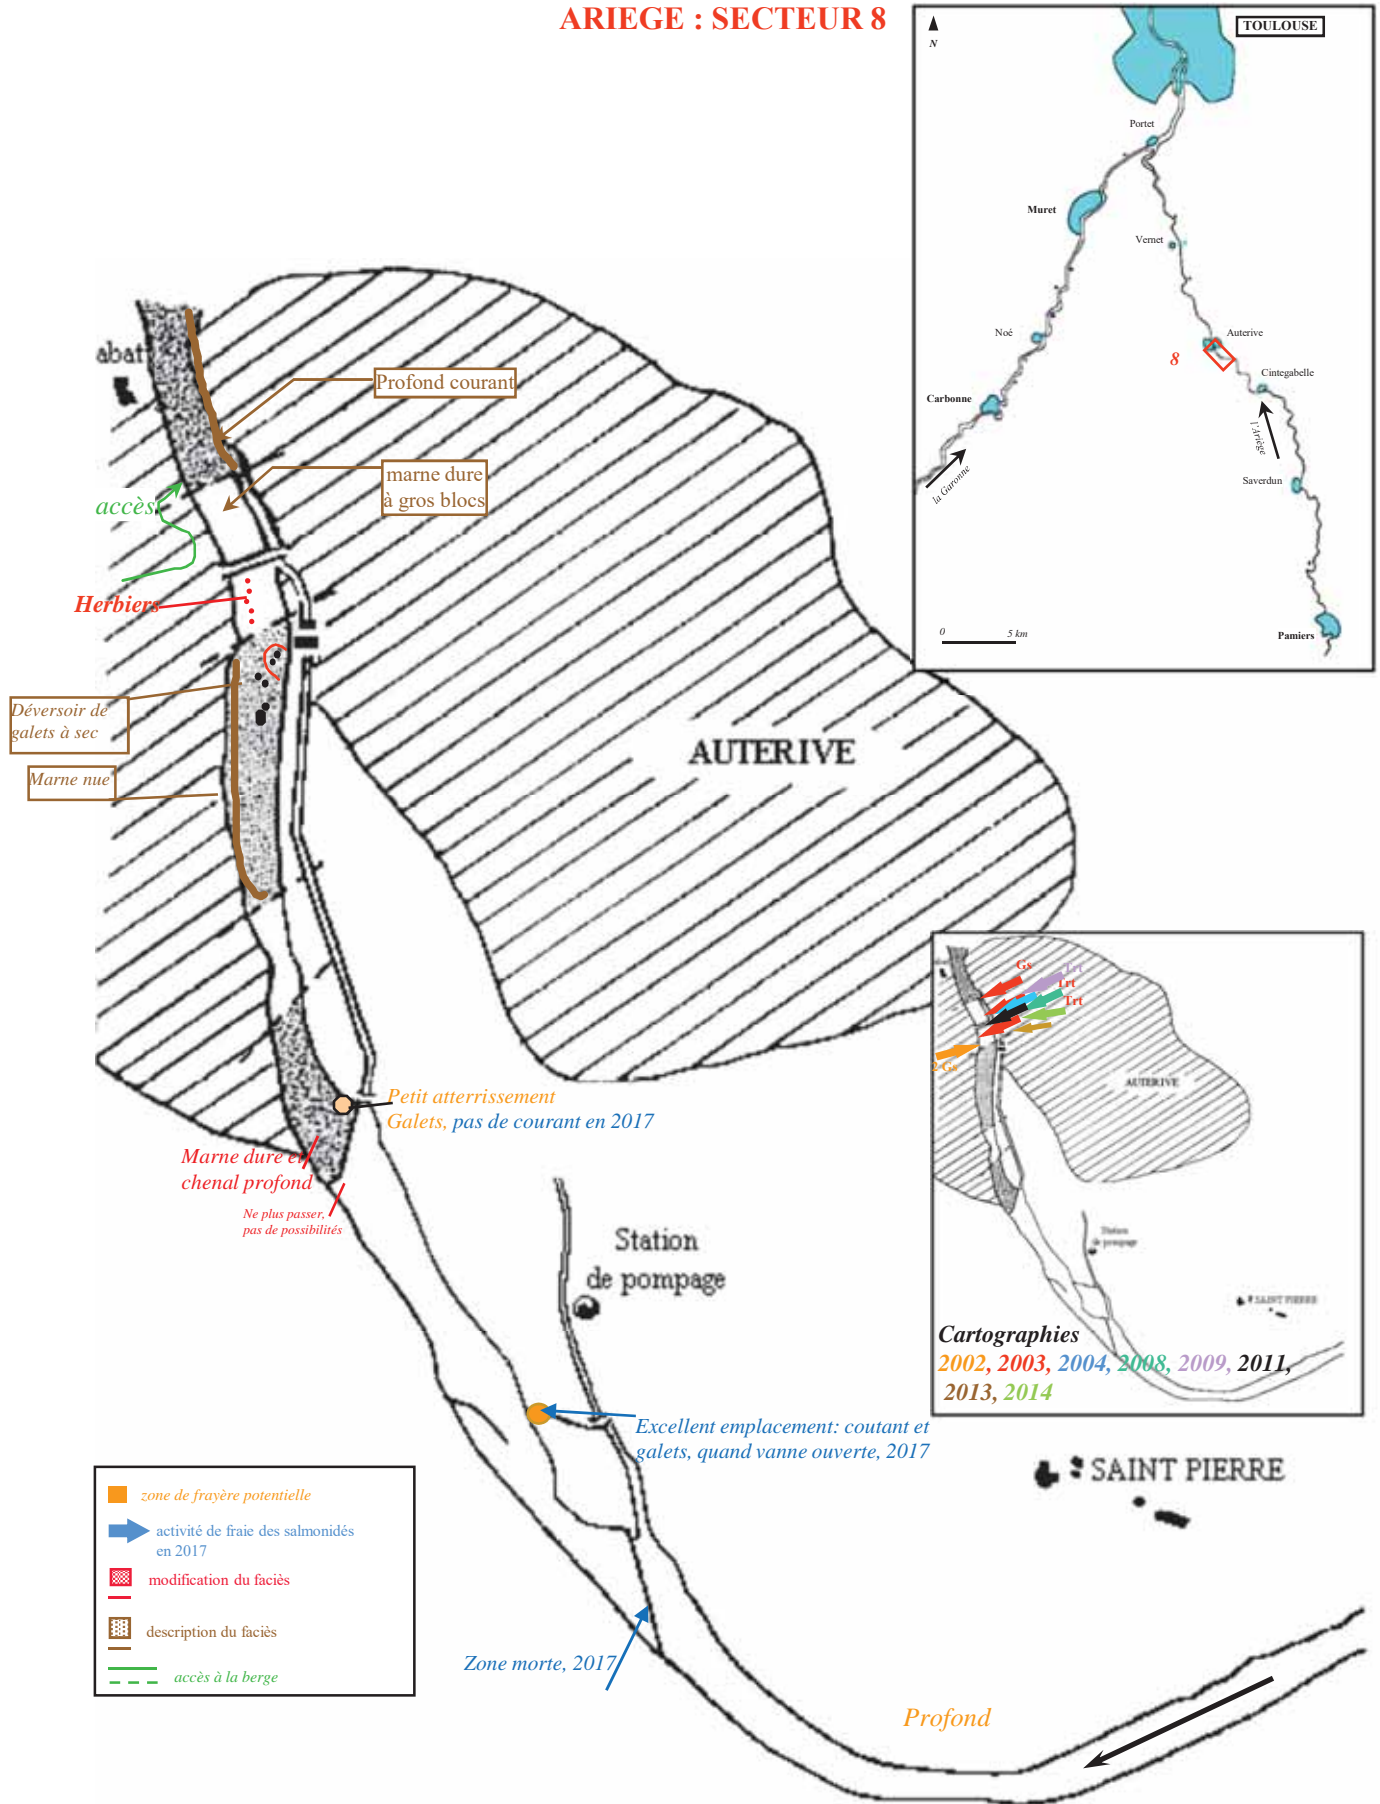 ARIEGE : SECTEUR 8
N
TOULOUSE
Portet
Muret
Vernet
Noé
Auterive
8
Cintegabelle
Carbonne
l'Ariège
la Garonne
Saverdun
0 5 km
Pamiers
abat
Profond courant
marne dure
à gros blocs
accès
Herbiers
Déversoir de
galets à sec
Marne nue
AUTERIVE
Petit atterrissement
Galets, pas de courant en 2017
Marne dure et
chenal profond
Ne plus passer,
pas de possibilités
Station
de pompage
Excellent emplacement: coutant et
galets, quand vanne ouverte, 2017
SAINT PIERRE
Zone morte, 2017
Profond
Gs
Trt
Trt
Trt
2 Gs
AUTERIVE
Station
de pompage
SAINT PIERRE
Cartographies
2002, 2003, 2004, 2008, 2009, 2011,
2013, 2014
zone de frayère potentielle
activité de fraie des salmonidés
en 2017
modification du faciès
description du faciès
accès à la berge